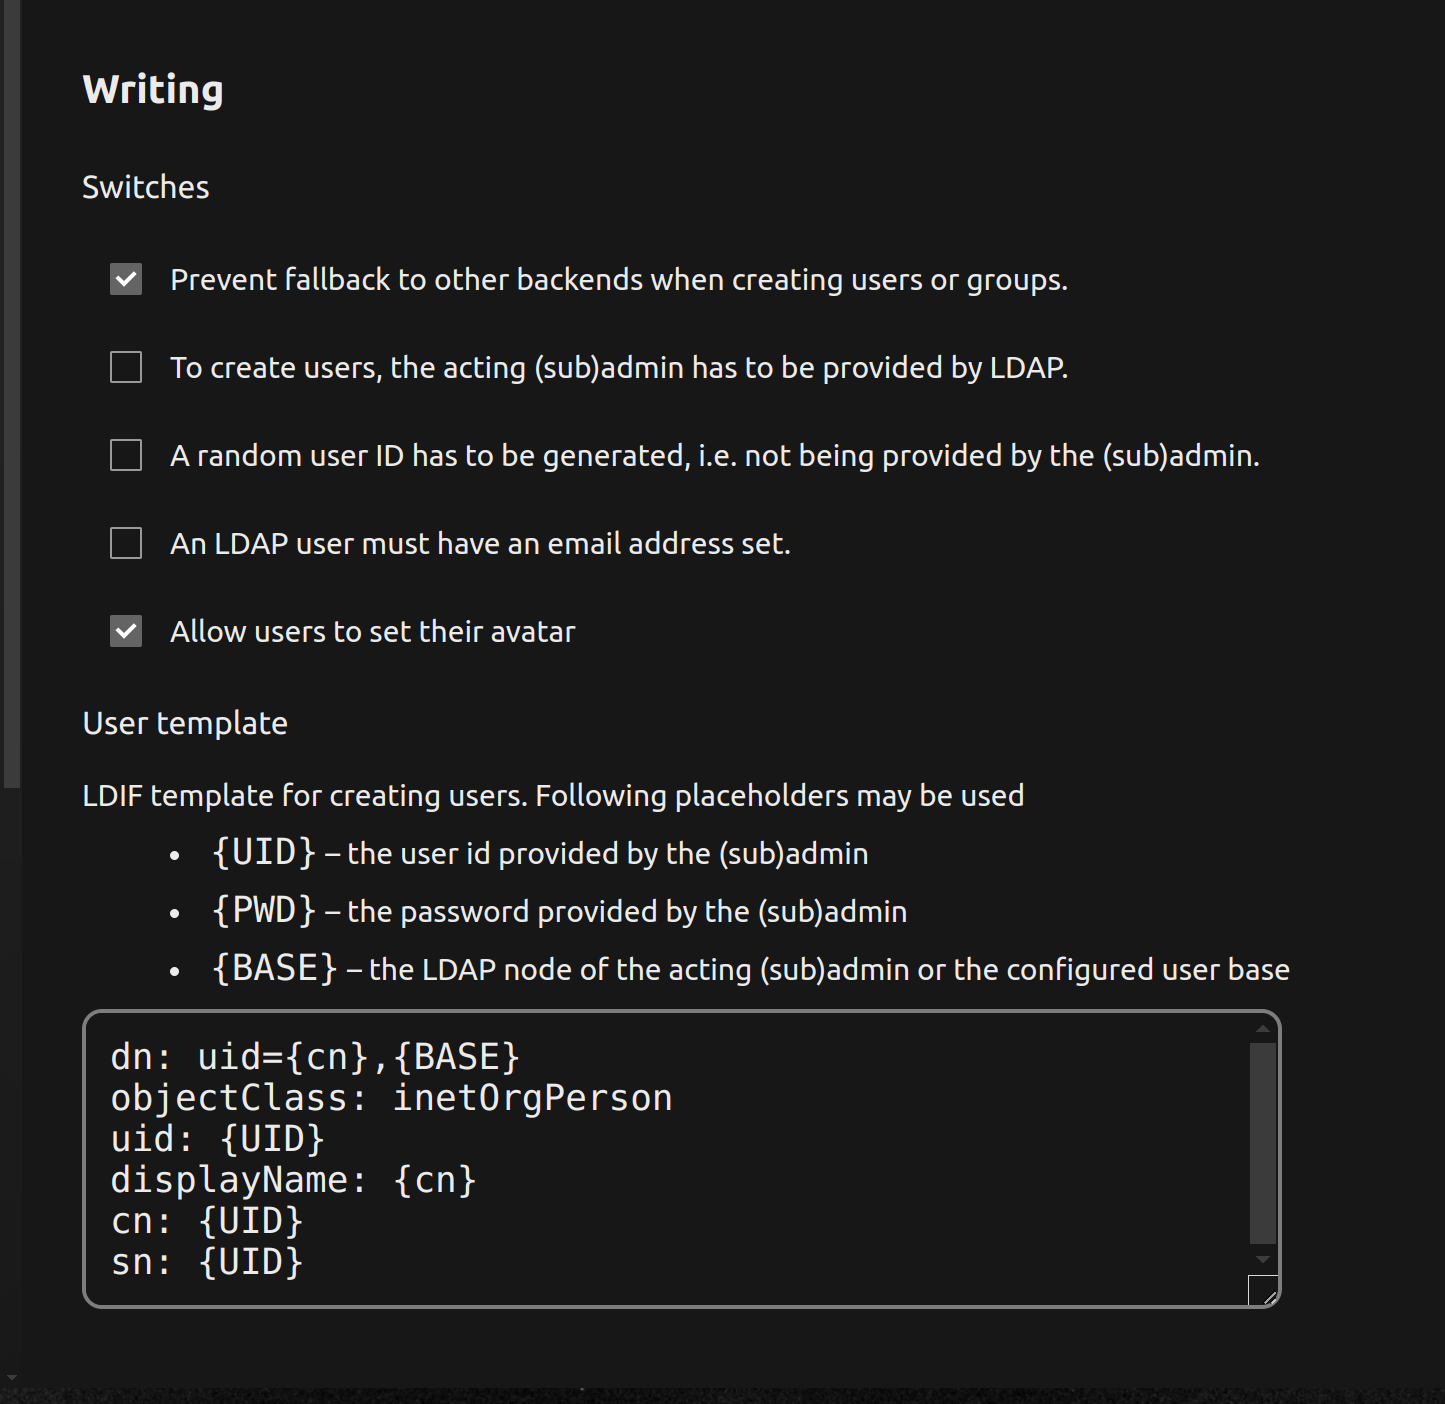 Writing
Switches
Prevent fallback to other backends when creating users or groups.
To create users, the acting (sub)admin has to be provided by LDAP.
A random user ID has to be generated, i.e. not being provided by the (sub)admin.
An LDAP user must have an email address set.
Allow users to set their avatar
User template
LDIF template for creating users. Following placeholders may be used
• {UID} – the user id provided by the (sub)admin
• {PWD} – the password provided by the (sub)admin
• {BASE} – the LDAP node of the acting (sub)admin or the configured user base
dn: uid={cn},{BASE}
objectClass: inetOrgPerson
uid: {UID}
displayName: {cn}
cn: {UID}
sn: {UID}